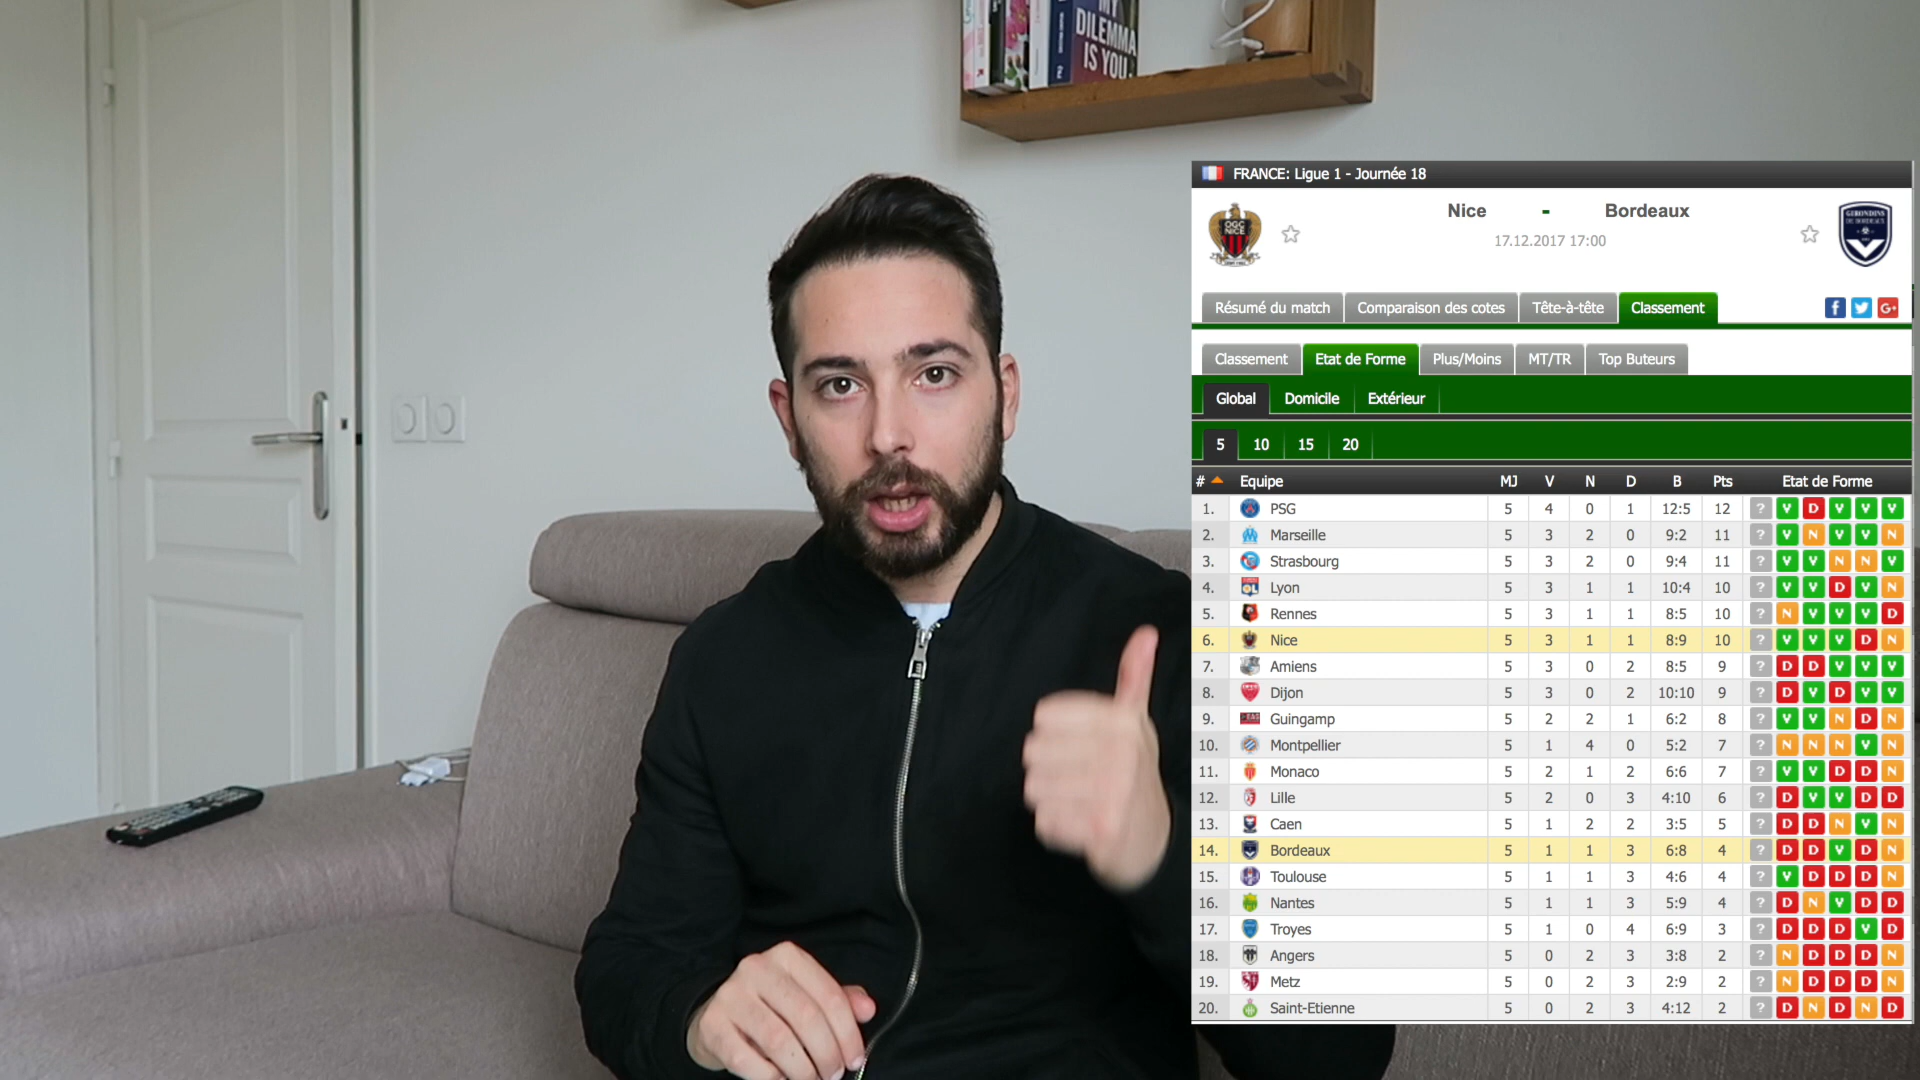 MY
DILEMMA
IS YOU.
FRANCE: Ligue 1 - Journée 18
Nice - Bordeaux
17.12.2017 17:00
OGC
NICE
GIRONDINS
DE BORDEAUX
Résumé du match Comparaison des cotes Tête-à-tête Classement
Classement Etat de Forme Plus/Moins MT/TR Top Buteurs
Global Domicile Extérieur
5 10 15 20
# Equipe MJ V N D B Pts Etat de Forme
1. PSG 5 4 0 1 12:5 12 ? V D V V V
2. Marseille 5 3 2 0 9:2 11 ? V N V V N
3. Strasbourg 5 3 2 0 9:4 11 ? V V N N V
4. Lyon 5 3 1 1 10:4 10 ? V V D V N
5. Rennes 5 3 1 1 8:5 10 ? N V V V D
6. Nice 5 3 1 1 8:9 10 ? V V V D N
7. Amiens 5 3 0 2 8:5 9 ? D D V V V
8. Dijon 5 3 0 2 10:10 9 ? D V D V V
9. Guingamp 5 2 2 1 6:2 8 ? V V N D N
10. Montpellier 5 1 4 0 5:2 7 ? N N N V N
11. Monaco 5 2 1 2 6:6 7 ? V V D D N
12. Lille 5 2 0 3 4:10 6 ? D V V D D
13. Caen 5 1 2 2 3:5 5 ? D D N V N
14. Bordeaux 5 1 1 3 6:8 4 ? D D V D N
15. Toulouse 5 1 1 3 4:6 4 ? V D D D N
16. Nantes 5 1 1 3 5:9 4 ? D N V D D
17. Troyes 5 1 0 4 6:9 3 ? D D D V D
18. Angers 5 0 2 3 3:8 2 ? N D D D N
19. Metz 5 0 2 3 2:9 2 ? N D D D N
20. Saint-Etienne 5 0 2 3 4:12 2 ? D N D N D